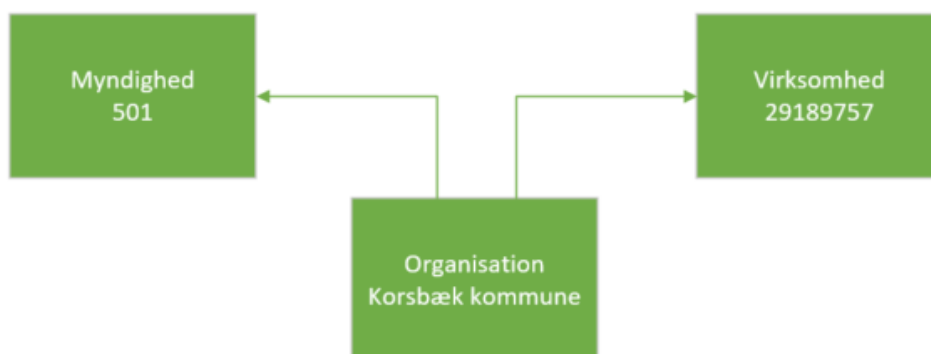 Myndighed
501
Virksomhed
29189757
Organisation
Korsbæk kommune